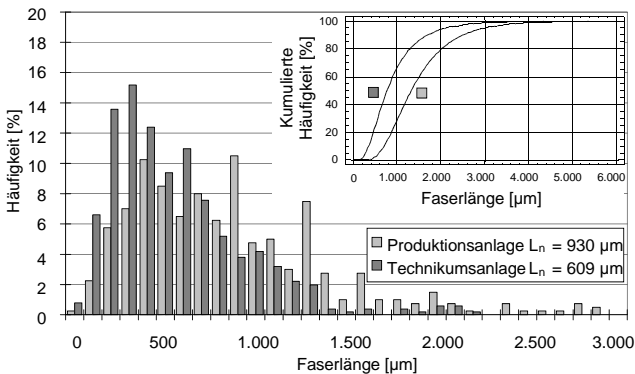 20
18
16
14
12
10
8
6
4
2
0
Häufigkeit [%]
0 500 1.000 1.500 2.000 2.500 3.000
Faserlänge [µm]
Kumulierte
Häufigkeit [%]
100
80
60
40
20
0
0 1.000 2.000 3.000 4.000 5.000 6.000
Faserlänge [µm]
Produktionsanlage Ln = 930 µm
Technikumsanlage Ln = 609 µm